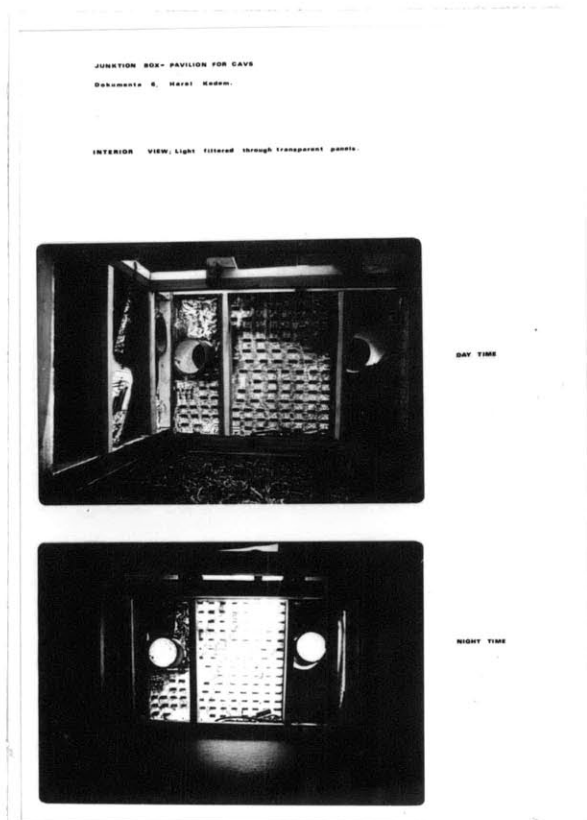 JUNKTION BOX- PAVILION FOR CAVS
Dokumenta 6, Harel Kedem.
INTERIOR VIEW; Light filtered through transparent panels.
DAY TIME
NIGHT TIME